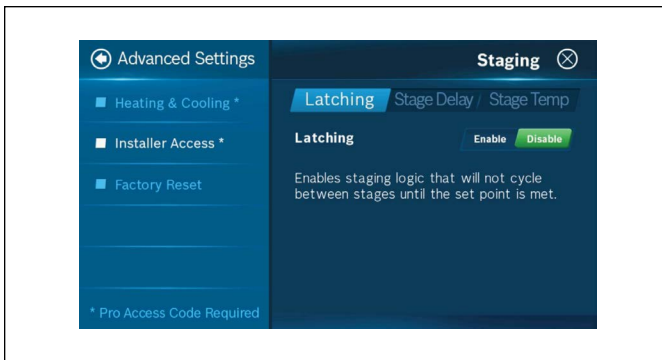 Advanced Settings
Heating & Cooling *
Installer Access *
Factory Reset
* Pro Access Code Required
Staging
Latching / Stage Delay / Stage Temp
Latching
Enable Disable
Enables staging logic that will not cycle
between stages until the set point is met.